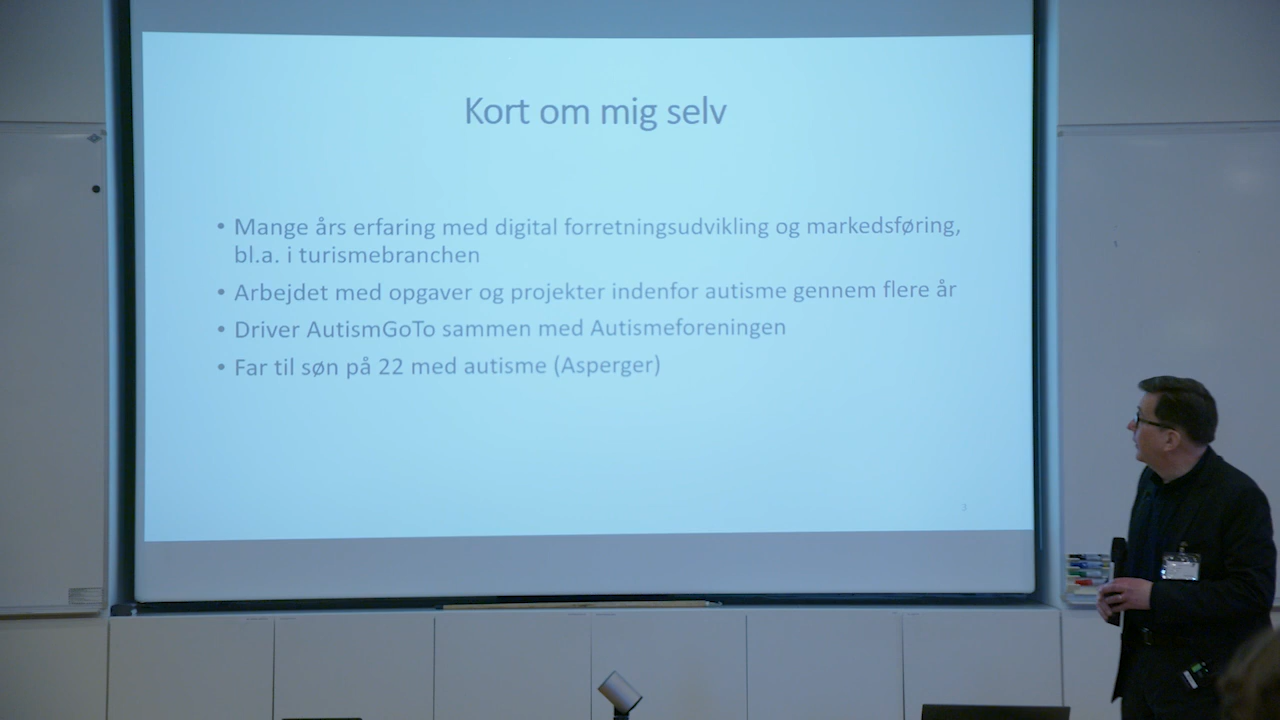 Kort om mig selv
• Mange års erfaring med digital forretningsudvikling og markedsføring,
bl.a. i turismebranchen
• Arbejdet med opgaver og projekter indenfor autisme gennem flere år
• Driver AutismGoTo sammen med Autismeforeningen
• Far til søn på 22 med autisme (Asperger)
3